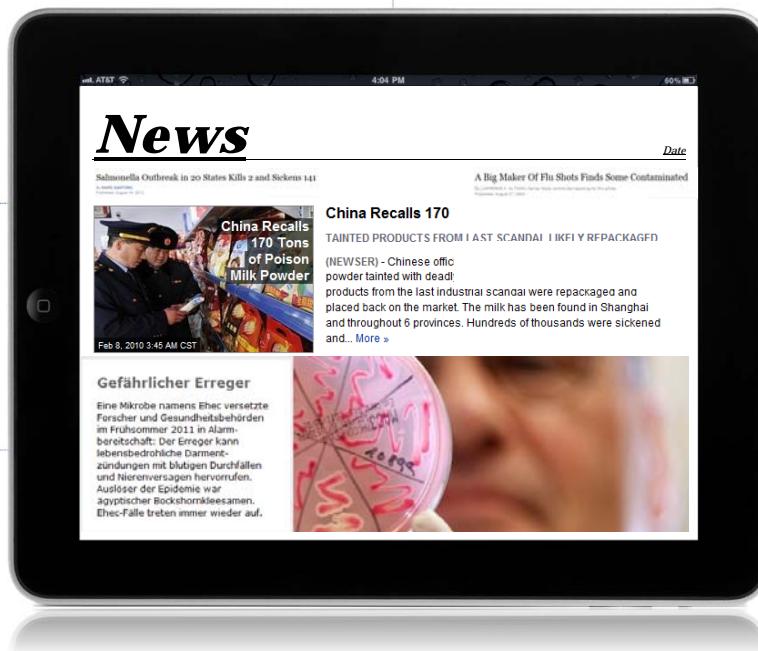 AT&T
4:04 PM
60%
News
Date
Salmonella Outbreak in 20 States Kills 2 and Sickens 141
A Big Maker Of Flu Shots Finds Some Contaminated
China Recalls
170 Tons
of Poison
Milk Powder
Feb 8, 2010 3:45 AM CST
China Recalls 170
TAINTED PRODUCTS FROM LAST SCANDAL LIKELY REPACKAGED
(NEWSER) - Chinese offic
powder tainted with deadly
products from the last industrial scandal were repackaged and
placed back on the market. The milk has been found in Shanghai
and throughout 6 provinces. Hundreds of thousands were sickened
and... More »
Gefährlicher Erreger
Eine Mikrobe namens Ehec versetzte
Forscher und Gesundheitsbehörden
im Frühsommer 2011 in Alarm-
bereitschaft: Der Erreger kann
lebensbedrohliche Darment-
zündungen mit blutigen Durchfällen
und Nierenversagen hervorrufen.
Auslöser der Epidemie war
ägyptischer Bockshornkleesamen.
Ehec-Fälle treten immer wieder auf.
10899